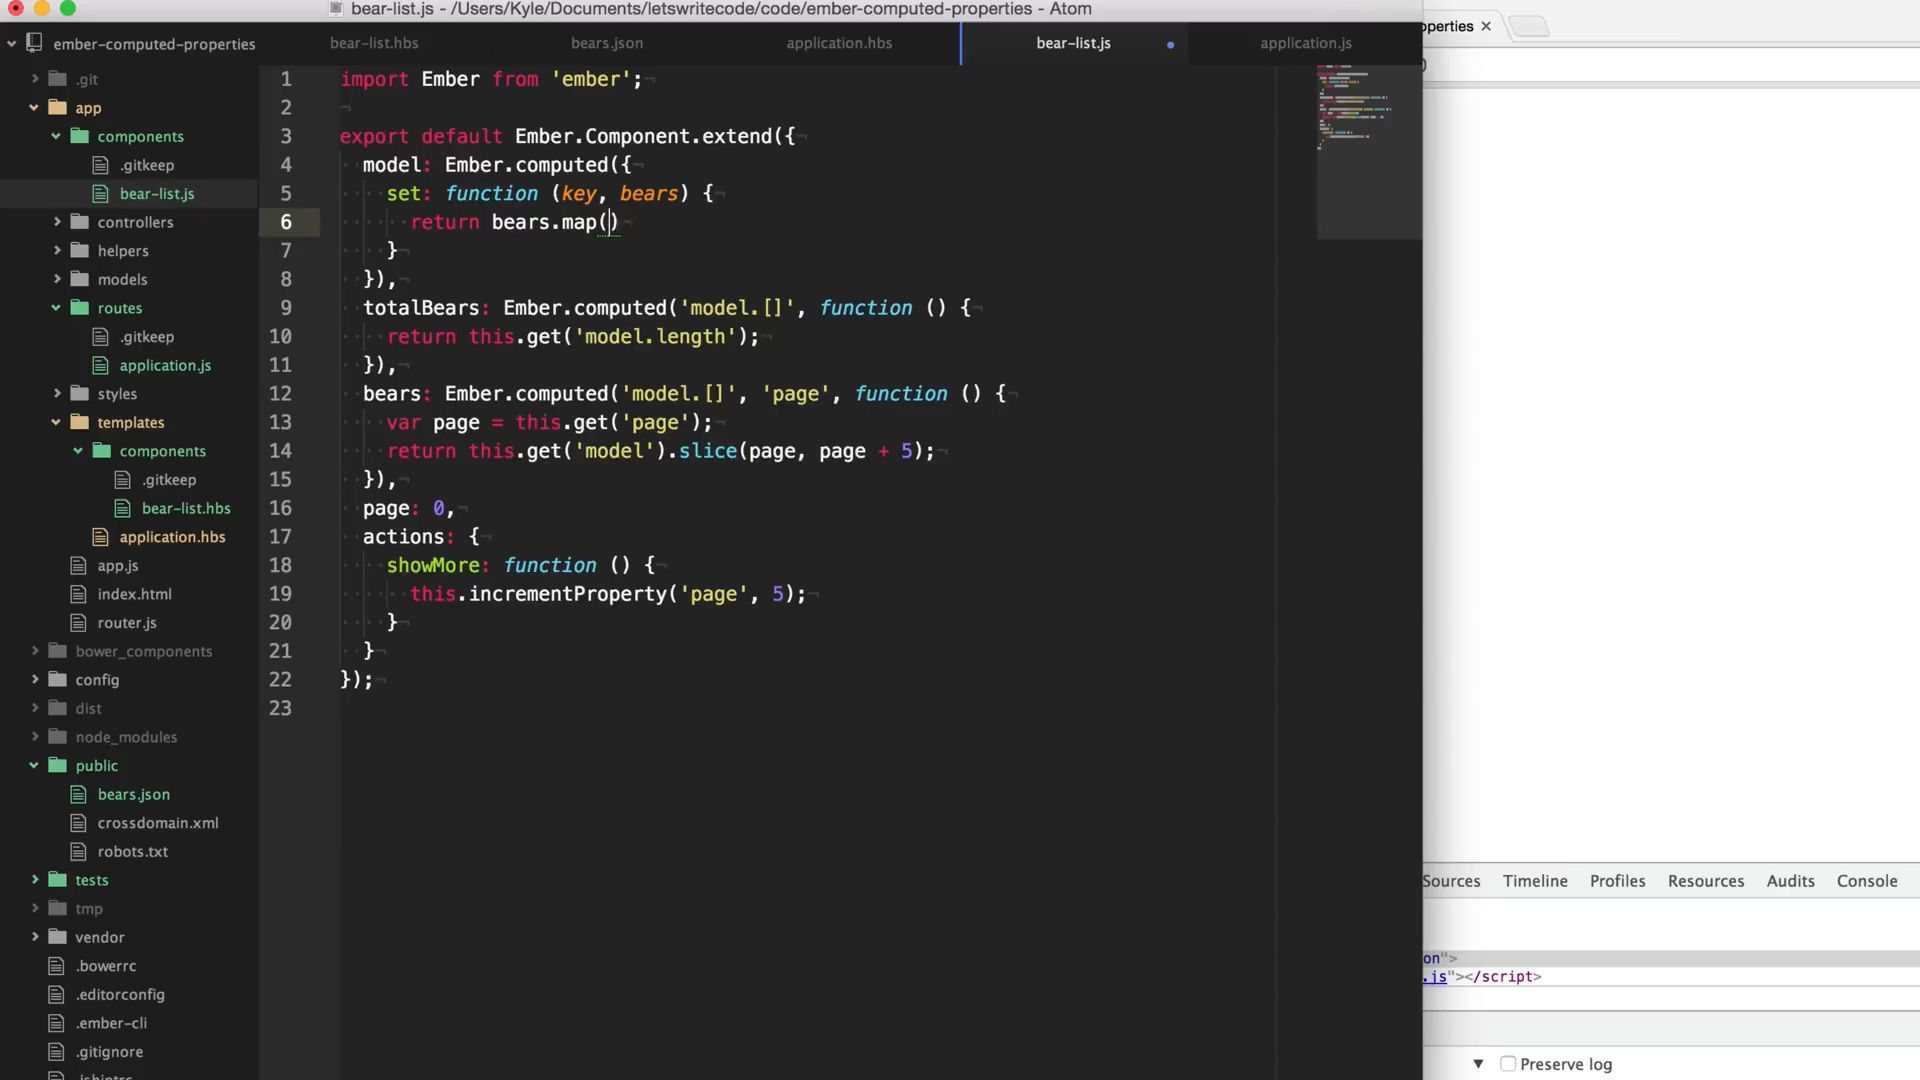 bear-list.js - /Users/Kyle/Documents/letswritecode/code/ember-computed-properties - Atom
operties ×
ember-computed-properties
bear-list.hbs
bears.json
application.hbs
bear-list.js
application.js
.git
app
components
.gitkeep
bear-list.js
controllers
helpers
models
routes
.gitkeep
application.js
styles
templates
components
.gitkeep
bear-list.hbs
application.hbs
app.js
index.html
router.js
bower_components
config
dist
node_modules
public
bears.json
crossdomain.xml
robots.txt
tests
tmp
vendor
.bowerrc
.editorconfig
.ember-cli
.gitignore
.jshintrc
1 import Ember from 'ember';
2
3 export default Ember.Component.extend({
4 model: Ember.computed({
5 set: function (key, bears) {
6 return bears.map()
7 }
8 }),
9 totalBears: Ember.computed('model.[]', function () {
10 return this.get('model.length');
11 }),
12 bears: Ember.computed('model.[]', 'page', function () {
13 var page = this.get('page');
14 return this.get('model').slice(page, page + 5);
15 }),
16 page: 0,
17 actions: {
18 showMore: function () {
19 this.incrementProperty('page', 5);
20 }
21 }
22 });
23
Sources Timeline Profiles Resources Audits Console
on">
.js"></script>
Preserve log